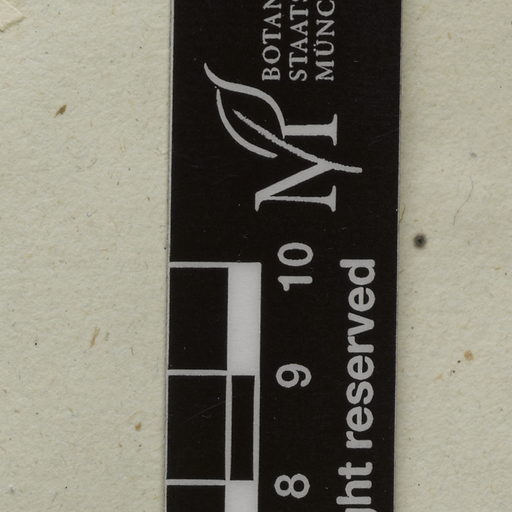 BOTAN
STAATS
MÜNC
M
10
9
8
ght reserved